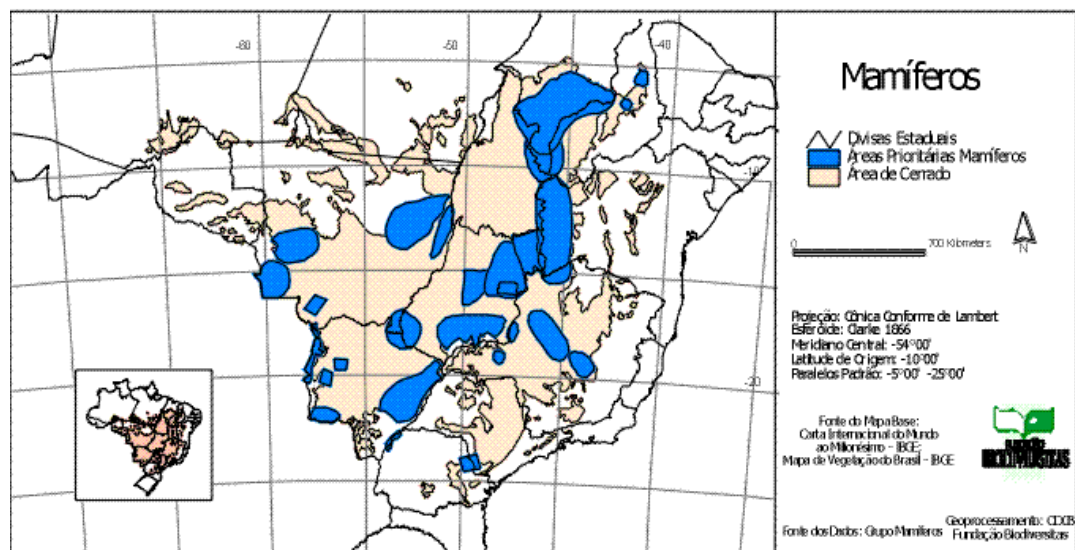 -60
-50
-40
-10
-20
Mamíferos
Divisas Estaduais
Áreas Prioritárias Mamíferos
Área de Cerrado
0
700 Kilometers
N
Projeção: Cônica Conforme de Lambert
Esferóide: Clarke 1866
Meridiano Central: -54°00'
Latitude de Origem: -10°00'
Paralelos Padrão: -5°00' -25°00'
Fonte do Mapa Base:
Carta Internacional do Mundo
ao Milionésimo - IBGE;
Mapa de Vegetação do Brasil - IBGE
Fonte dos Dados: Grupo Mamíferos
Geoprocessamento:
Fundação Biodiversitas